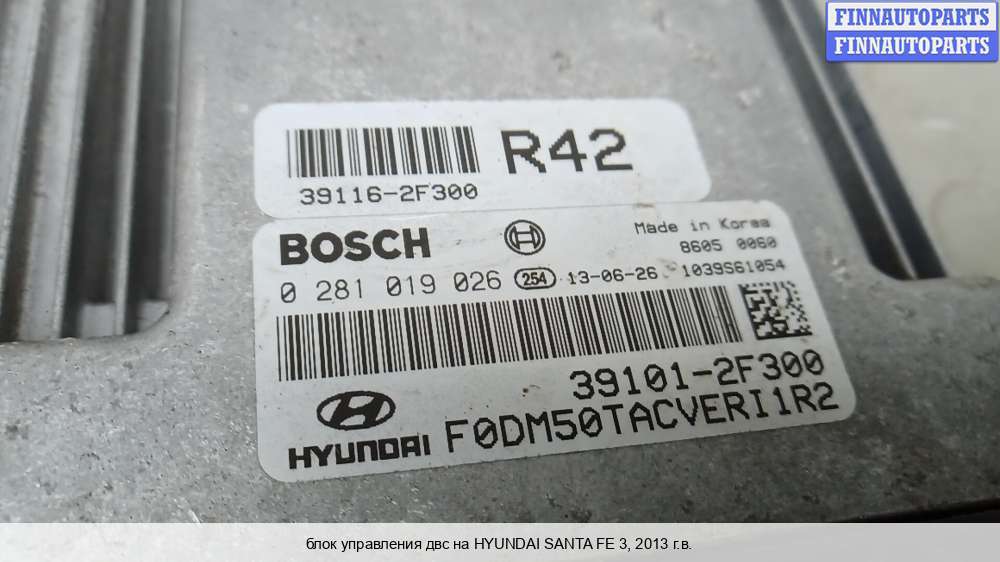 FINNAUTOPARTS
FINNAUTOPARTS
R42
39116-2F300
BOSCH
Made in Korea
8605 0060
0 281 019 026 254 13-06-26 1039S61054
39101-2F300
HYUNDAI F0DM50TACVERI1R2
блок управления двс на HYUNDAI SANTA FE 3, 2013 г.в.